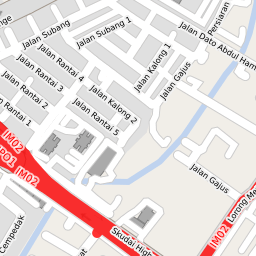 nge
Jalan Subang
Jalan Subang 1
Persiaran
Jalan Dato Abdul Ham
Jalan Rantai 4
Jalan Rantai 3
Jalan Rantai 2
Jalan Rantai 1
Jalan Kalong 1
Jalan Gajus
Jalan Kalong 2
Jalan Rantai 5
IM02
IM02
Jalan Gajus
Lorong Me
Skudai High
IM02
Cempedak